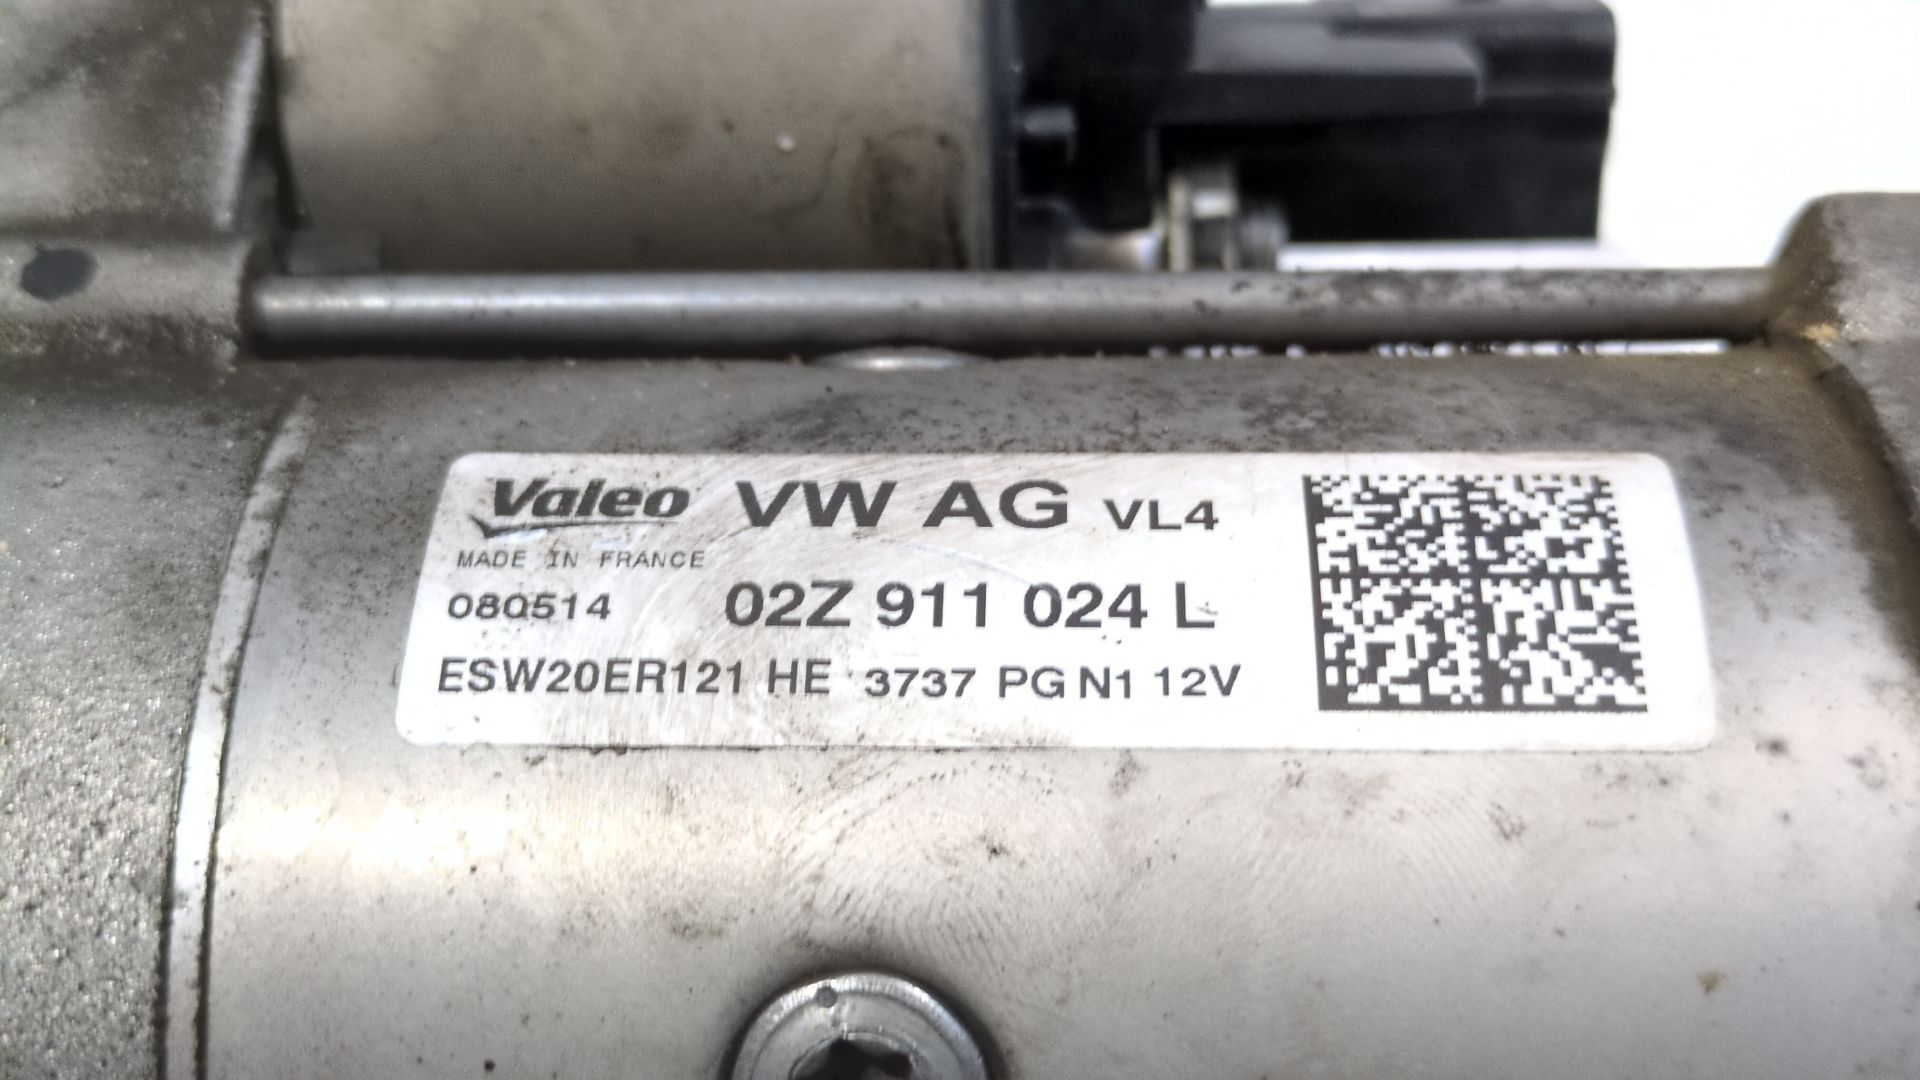 Valeo VW AG VL4
MADE IN FRANCE
080514 02Z 911 024 L
ESW20ER121 HE 3737 PG N1 12V